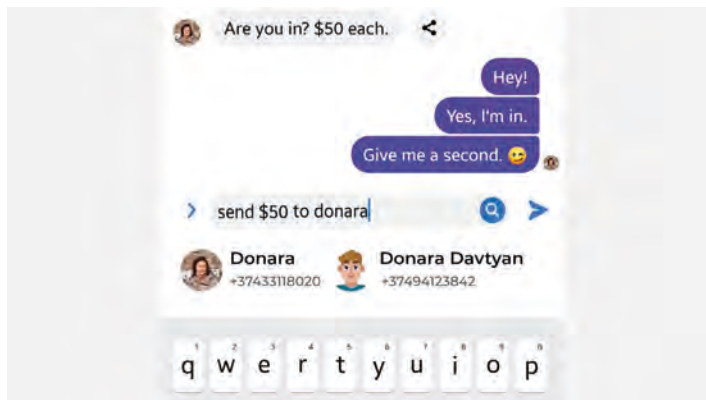 Are you in? $50 each.
Hey!
Yes, I'm in.
Give me a second. 😉
send $50 to donara
Donara Donara Davtyan
+37433118020 +37494123842
1 2 3 4 5 6 7 8 9 0
q w e r t y u i o p